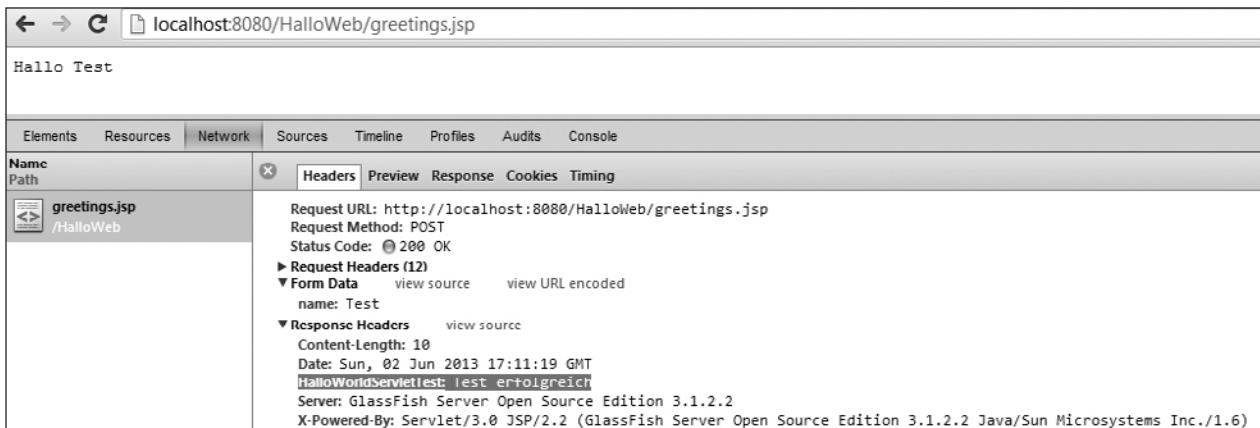 localhost:8080/HalloWeb/greetings.jsp
Hallo Test
Elements Resources Network Sources Timeline Profiles Audits Console
Name
Path
Headers Preview Response Cookies Timing
greetings.jsp
/HalloWeb
Request URL: http://localhost:8080/HalloWeb/greetings.jsp
Request Method: POST
Status Code: 200 OK
Request Headers (12)
Form Data view source view URL encoded
name: Test
Response Headers view source
Content-Length: 10
Date: Sun, 02 Jun 2013 17:11:19 GMT
HalloWorldServletTest: Test erfolgreich
Server: GlassFish Server Open Source Edition 3.1.2.2
X-Powered-By: Servlet/3.0 JSP/2.2 (GlassFish Server Open Source Edition 3.1.2.2 Java/Sun Microsystems Inc./1.6)